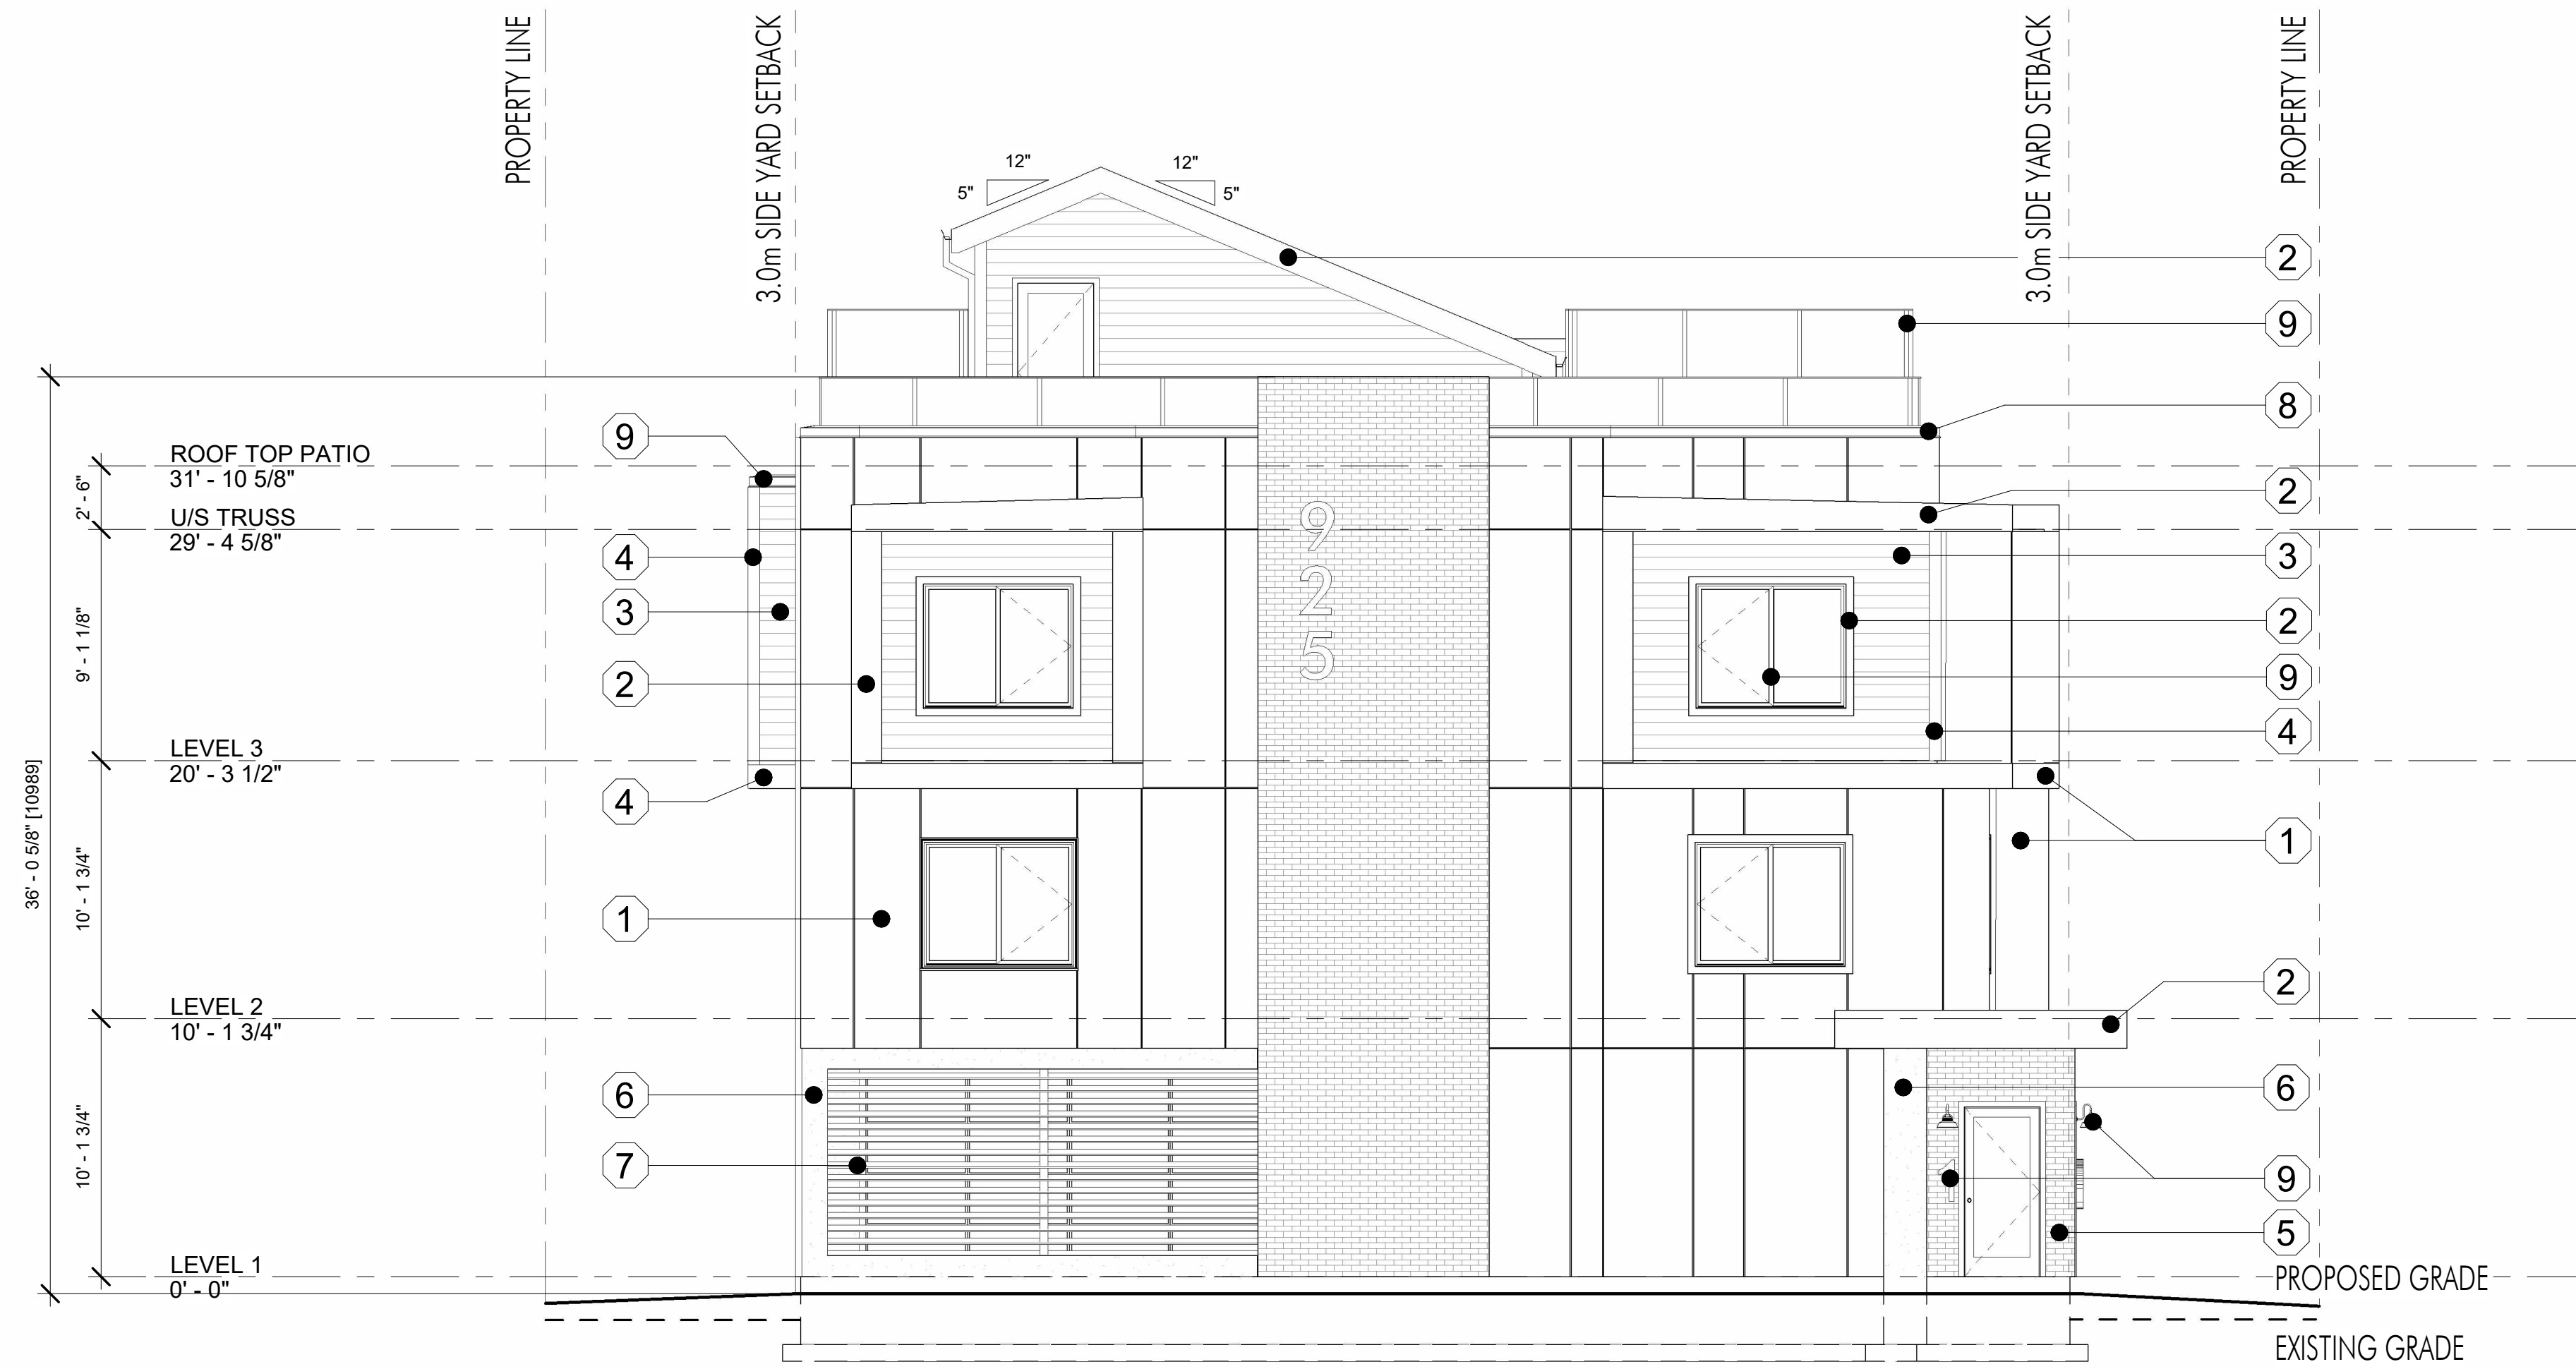 PROPERTY LINE
3.0m SIDE YARD SETBACK
3.0m SIDE YARD SETBACK
PROPERTY LINE
12"
12"
5"
5"
2
9
8
9
ROOF TOP PATIO
31' - 10 5/8"
2' - 6"
2
U/S TRUSS
29' - 4 5/8"
9
2
5
4
3
3
2
9' - 1 1/8"
9
2
4
LEVEL 3
20' - 3 1/2"
4
36' - 0 5/8" [10989]
10' - 1 3/4"
1
1
2
LEVEL 2
10' - 1 3/4"
6
6
10' - 1 3/4"
7
1
9
5
LEVEL 1
0' - 0"
PROPOSED GRADE
EXISTING GRADE